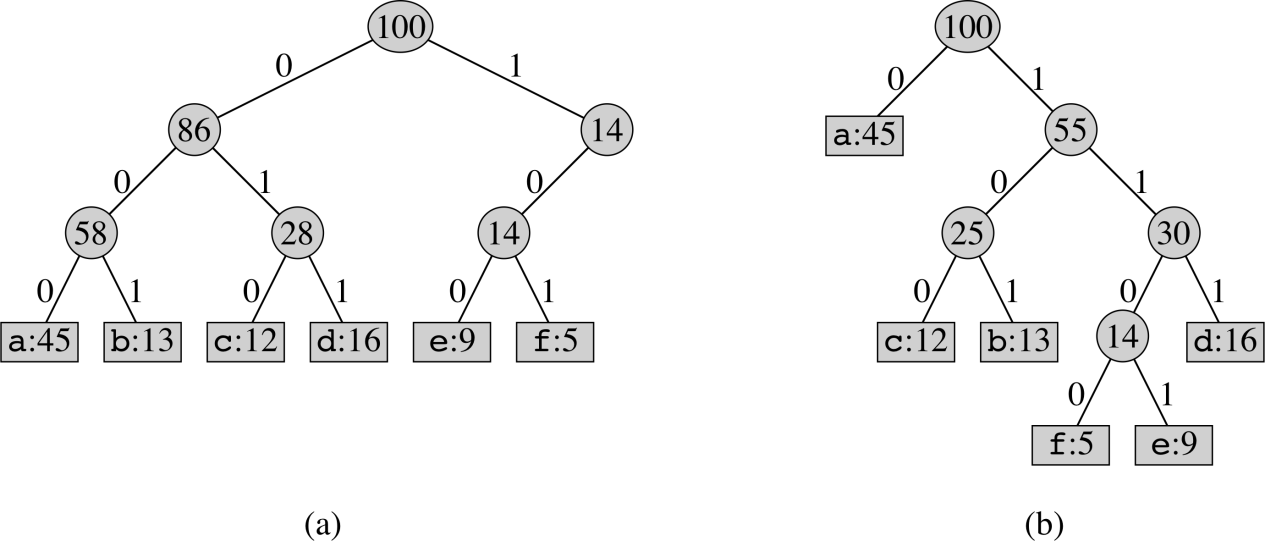 100 100
0 1 0 1
86 14 a:45 55
0 1 0 0 1
58 28 14 25 30
0 1 0 1 0 1 0 1 0 1
a:45 b:13 c:12 d:16 e:9 f:5 c:12 b:13 14 d:16
0 1
f:5 e:9
(a) (b)